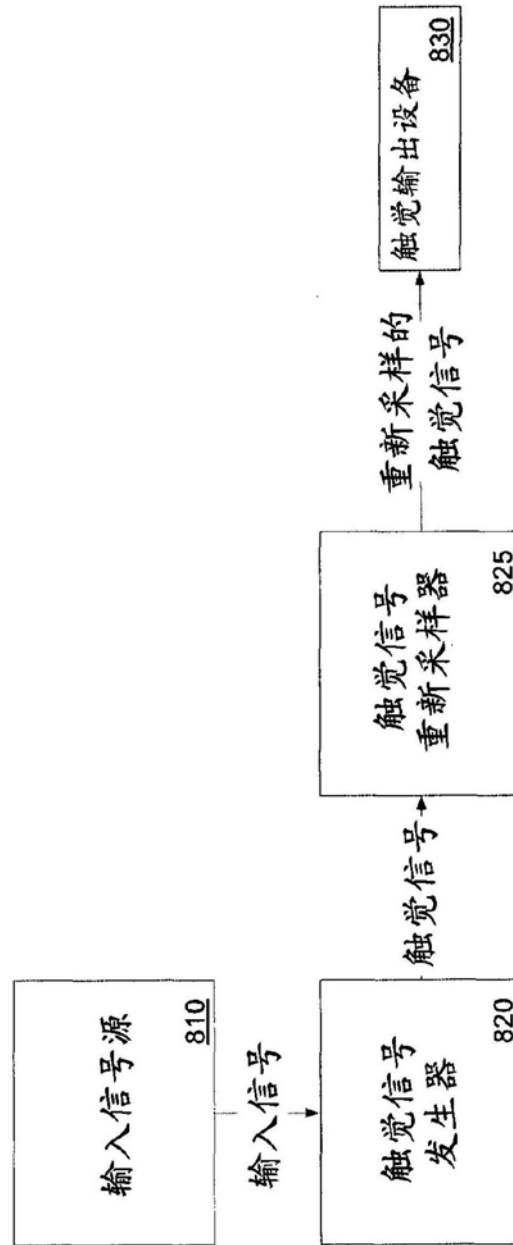 输入信号源
810
输入信号
触觉信号
发生器
820
触觉信号
触觉信号
重新采样器
825
重新采样的
触觉信号
触觉输出设备
830